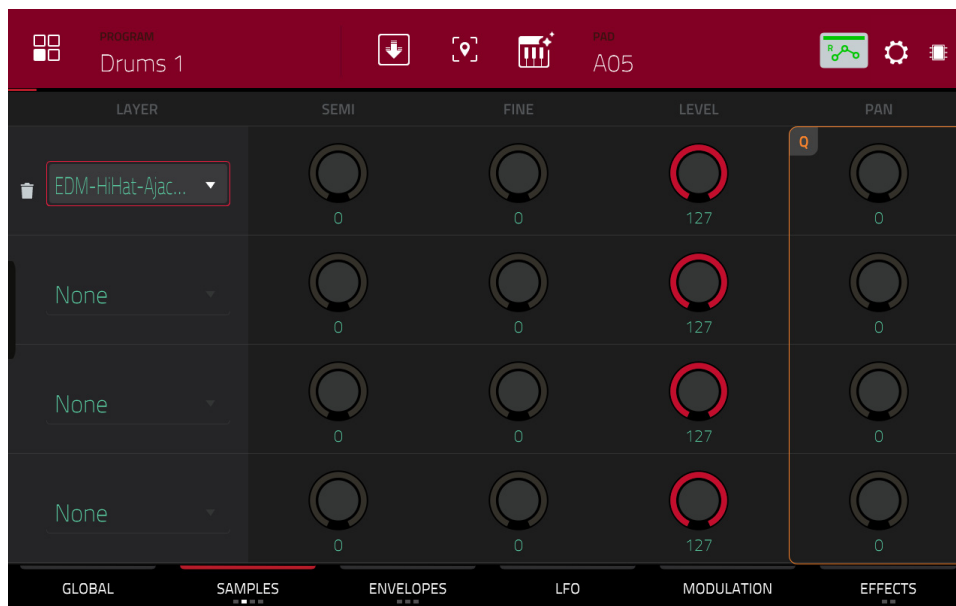 PROGRAM
Drums 1
PAD
A05
R
LAYER SEMI FINE LEVEL PAN
Q
EDM-HiHat-Ajac...
0 0 127 0
None
0 0 127 0
None
0 0 127 0
None
0 0 127 0
GLOBAL SAMPLES ENVELOPES LFO MODULATION EFFECTS